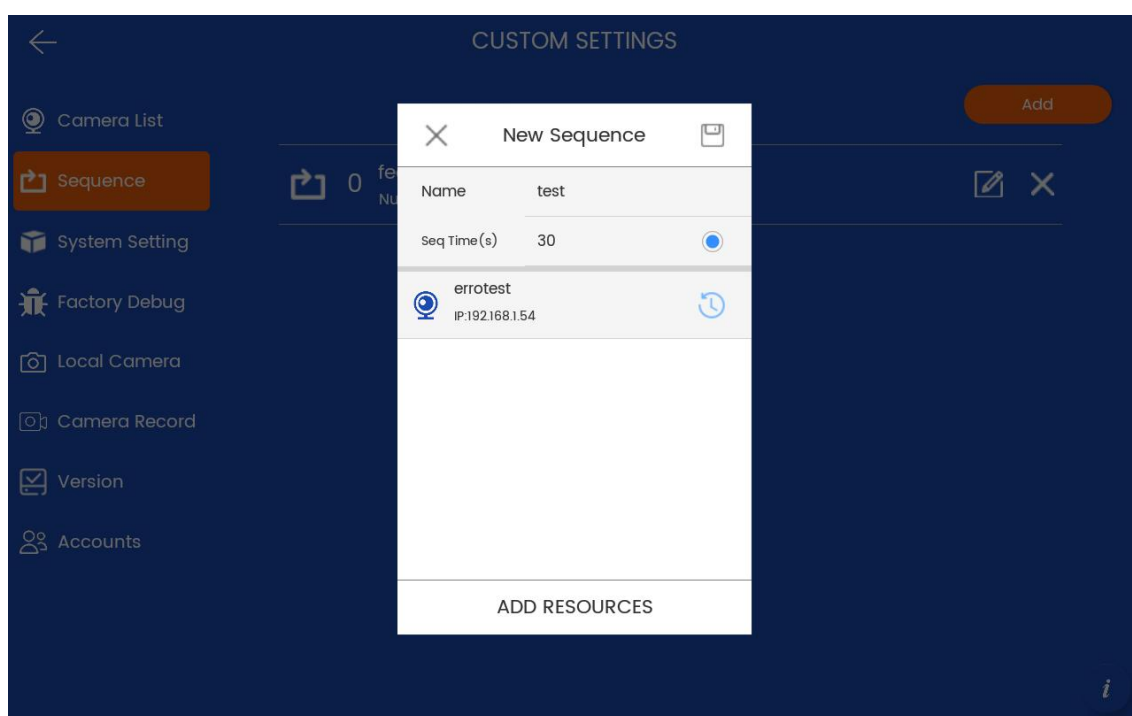 CUSTOM SETTINGS
Add
Camera List
Sequence
System Setting
Factory Debug
Local Camera
Camera Record
Version
Accounts
0
New Sequence
Name test
Seq Time(s) 30
errotest
IP:192.168.1.54
ADD RESOURCES
i